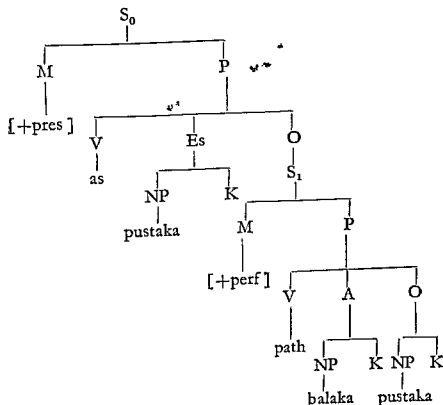 S₀
M P
[+pres] V Es O
as NP K S₁
pustaka M P
[+perf] V A O
path NP K NP K
balaka pustaka